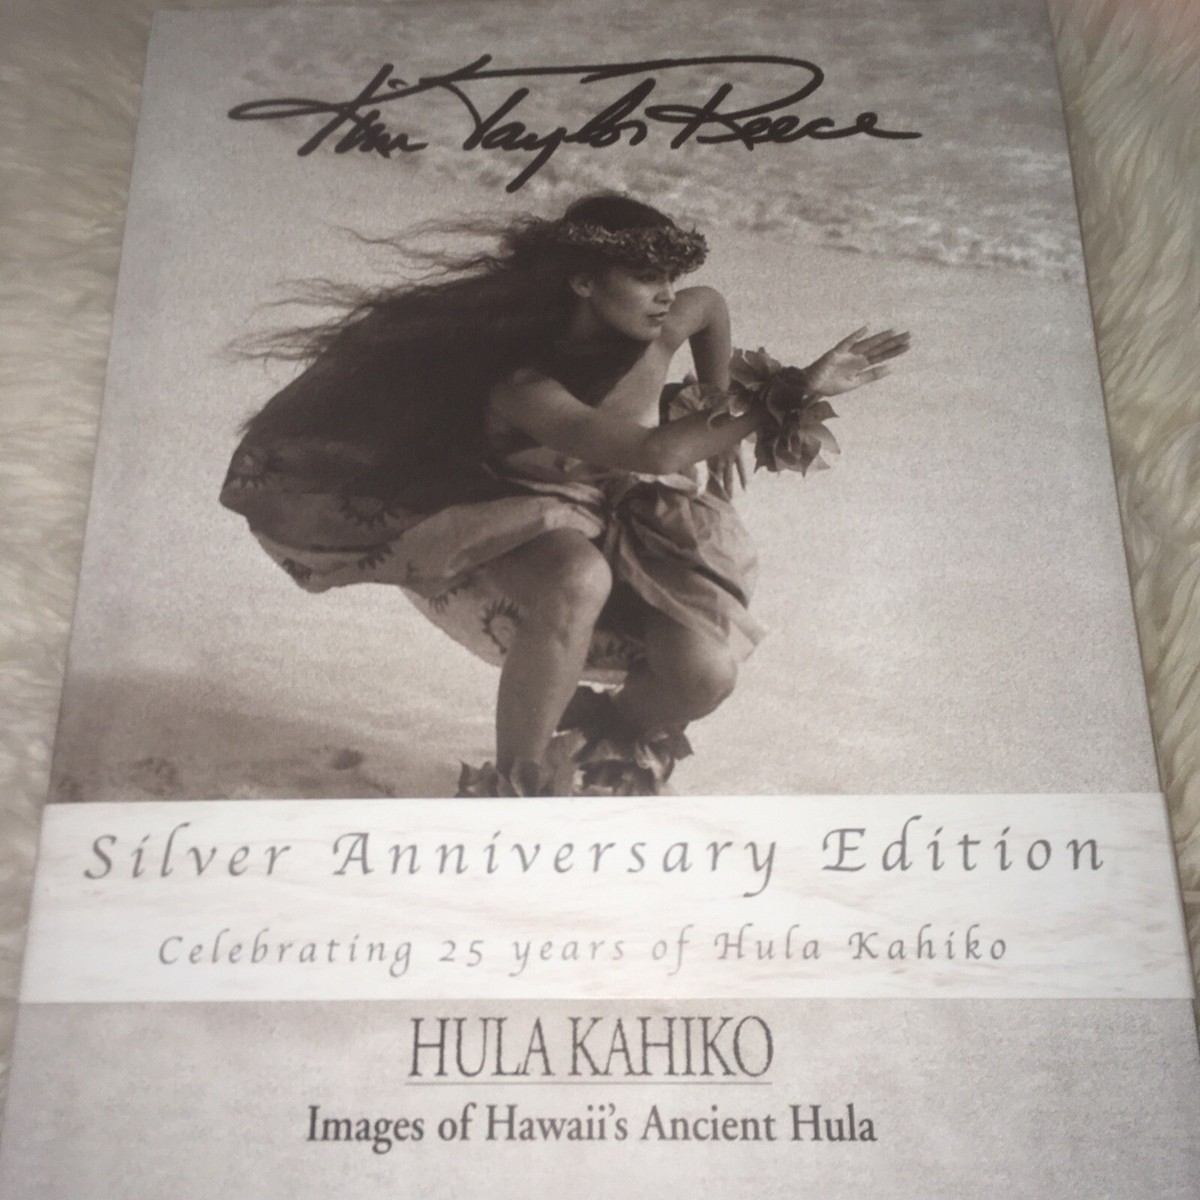 Kim Taylor Reece
Silver Anniversary Edition
Celebrating 25 years of Hula Kahiko
HULA KAHIKO
Images of Hawaii's Ancient Hula